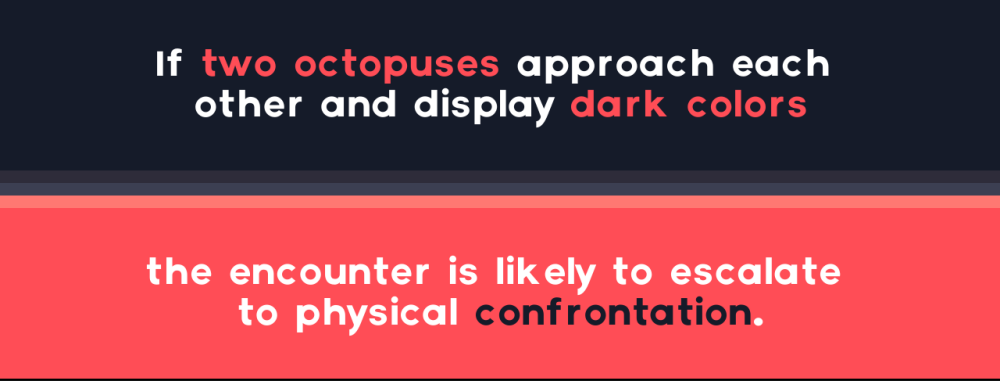 If two octopuses approach each
other and display dark colors
the encounter is likely to escalate
to physical confrontation.